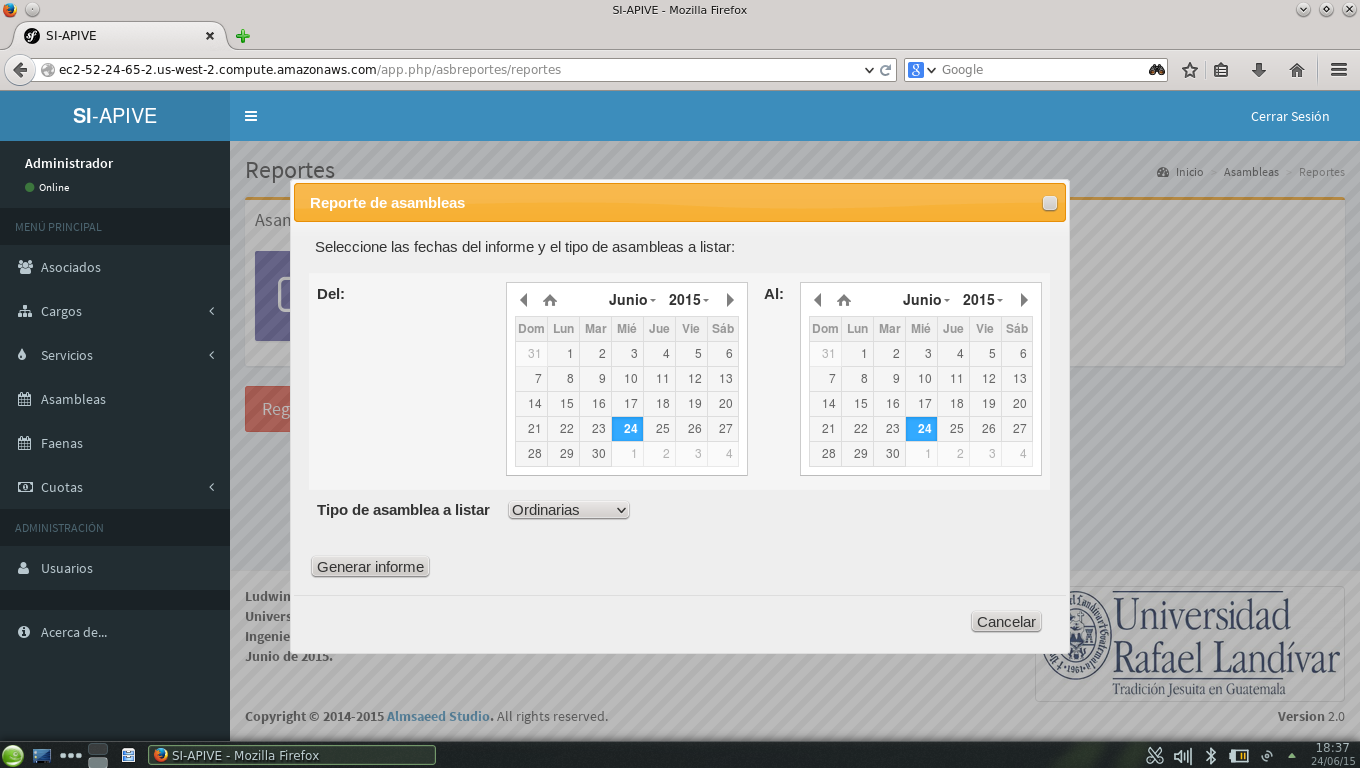 SI-APIVE - Mozilla Firefox
SI-APIVE
ec2-52-24-65-2.us-west-2.compute.amazonaws.com/app.php/asbreportes/reportes
Google
SI-APIVE
Cerrar Sesión
Administrador
Online
MENÚ PRINCIPAL
Asociados
Cargos
Servicios
Asambleas
Faenas
Cuotas
ADMINISTRACIÓN
Usuarios
Acerca de...
Reportes
Inicio > Asambleas > Reportes
Reporte de asambleas
Seleccione las fechas del informe y el tipo de asambleas a listar:
Del:
Junio 2015
Dom Lun Mar Mié Jue Vie Sáb
31 1 2 3 4 5 6
7 8 9 10 11 12 13
14 15 16 17 18 19 20
21 22 23 24 25 26 27
28 29 30 1 2 3 4
Al:
Junio 2015
Dom Lun Mar Mié Jue Vie Sáb
31 1 2 3 4 5 6
7 8 9 10 11 12 13
14 15 16 17 18 19 20
21 22 23 24 25 26 27
28 29 30 1 2 3 4
Tipo de asamblea a listar Ordinarias
Generar informe
Cancelar
Ludwin
Junio de 2015.
Universidad
Rafael Landívar
Tradición Jesuita en Guatemala
Copyright © 2014-2015 Almsaeed Studio. All rights reserved.
Version 2.0
SI-APIVE - Mozilla Firefox
18:37
24/06/15